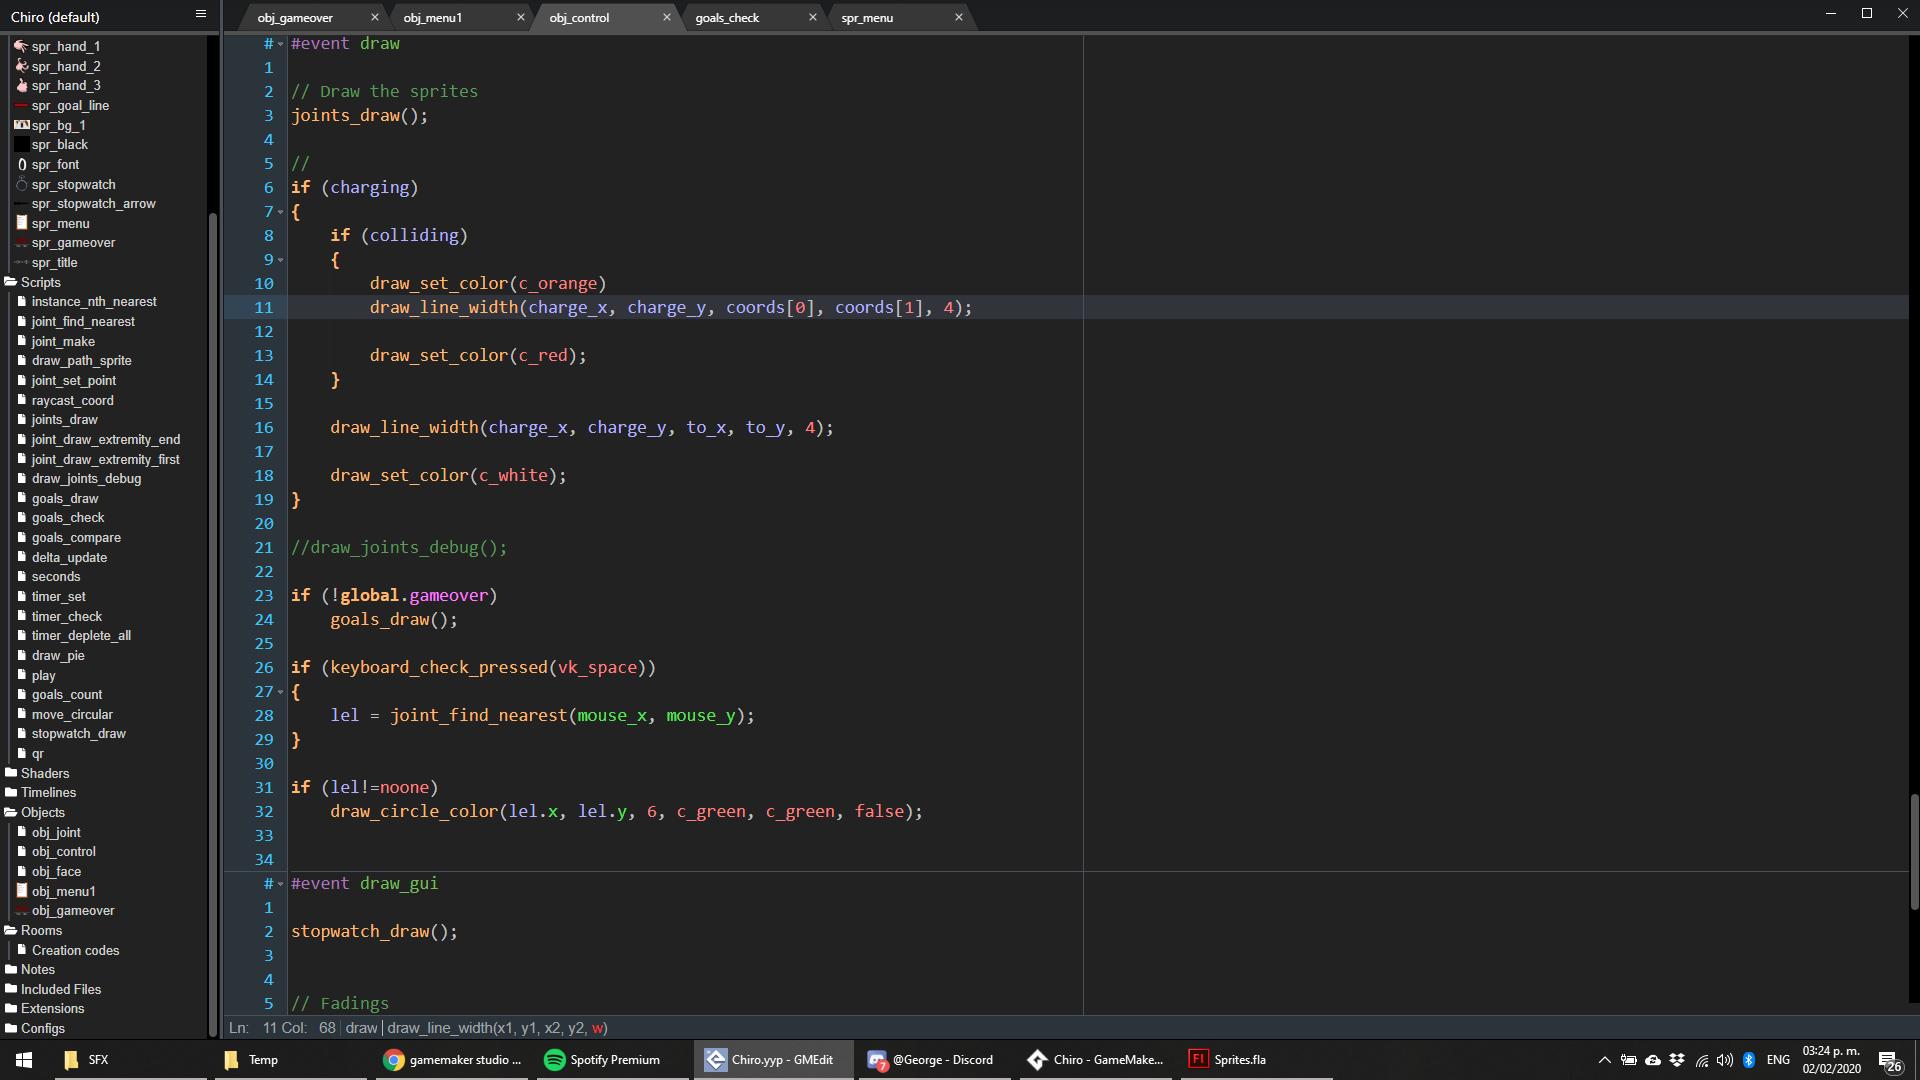 Chiro (default)
obj_gameover
obj_menu1
obj_control
goals_check
spr_menu
spr_hand_1
spr_hand_2
spr_hand_3
spr_goal_line
spr_bg_1
spr_black
spr_font
spr_stopwatch
spr_stopwatch_arrow
spr_menu
spr_gameover
spr_title
Scripts
instance_nth_nearest
joint_find_nearest
joint_make
draw_path_sprite
joint_set_point
raycast_coord
joints_draw
joint_draw_extremity_end
joint_draw_extremity_first
draw_joints_debug
goals_draw
goals_check
goals_compare
delta_update
seconds
timer_set
timer_check
timer_deplete_all
draw_pie
play
goals_count
move_circular
stopwatch_draw
qr
Shaders
Timelines
Objects
obj_joint
obj_control
obj_face
obj_menu1
obj_gameover
Rooms
Creation codes
Notes
Included Files
Extensions
Configs
# #event draw
1
2 // Draw the sprites
3 joints_draw();
4
5 //
6 if (charging)
7 {
8 if (colliding)
9 {
10 draw_set_color(c_orange)
11 draw_line_width(charge_x, charge_y, coords[0], coords[1], 4);
12
13 draw_set_color(c_red);
14 }
15
16 draw_line_width(charge_x, charge_y, to_x, to_y, 4);
17
18 draw_set_color(c_white);
19 }
20
21 //draw_joints_debug();
22
23 if (!global.gameover)
24 goals_draw();
25
26 if (keyboard_check_pressed(vk_space))
27 {
28 lel = joint_find_nearest(mouse_x, mouse_y);
29 }
30
31 if (lel!=noone)
32 draw_circle_color(lel.x, lel.y, 6, c_green, c_green, false);
33
34
# #event draw_gui
1
2 stopwatch_draw();
3
4
5 // Fadings
Ln: 11 Col: 68 draw draw_line_width(x1, y1, x2, y2, w)
SFX
Temp
gamemaker studio ...
Spotify Premium
Chiro.yyp - GMEdit
7
@George - Discord
Chiro - GameMake...
Fl
Sprites.fla
ENG
03:24 p. m.
02/02/2020
26